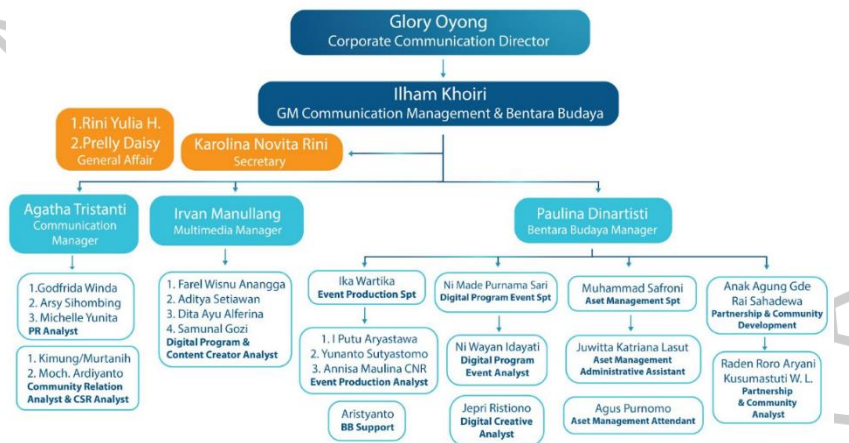 Glory Oyong
Corporate Communication Director
Ilham Khoiri
GM Communication Management & Bentara Budaya
1.Rini Yulia H.
2.Prelly Daisy
General Affair
Karolina Novita Rini
Secretary
Agatha Tristanti
Communication
Manager
Irvan Manullang
Multimedia Manager
Paulina Dinartisti
Bentara Budaya Manager
1.Godfrida Winda
2. Arsy Sihombing
3. Michelle Yunita
PR Analyst
1. Kimung/Murtanih
2. Moch. Ardiyanto
Community Relation
Analyst & CSR Analyst
1. Farel Wisnu Anangga
2. Aditya Setiawan
3. Dita Ayu Alferina
4. Samunal Gozi
Digital Program &
Content Creator Analyst
Ika Wartika
Event Production Spt
1. I Putu Aryastawa
2. Yunanto Sutyastomo
3. Annisa Maulina CNR
Event Production Analyst
Aristyanto
BB Support
Ni Made Purnama Sari
Digital Program Event Spt
Ni Wayan Idayati
Digital Program
Event Analyst
Jepri Ristiono
Digital Creative
Analyst
Muhammad Safroni
Aset Management Spt
Juwitta Katriana Lasut
Aset Management
Administrative Assistant
Agus Purnomo
Aset Management Attendant
Anak Agung Gde
Rai Sahadewa
Partnership & Community
Development
Raden Roro Aryani
Kusumastuti W. L.
Partnership
& Community
Analyst